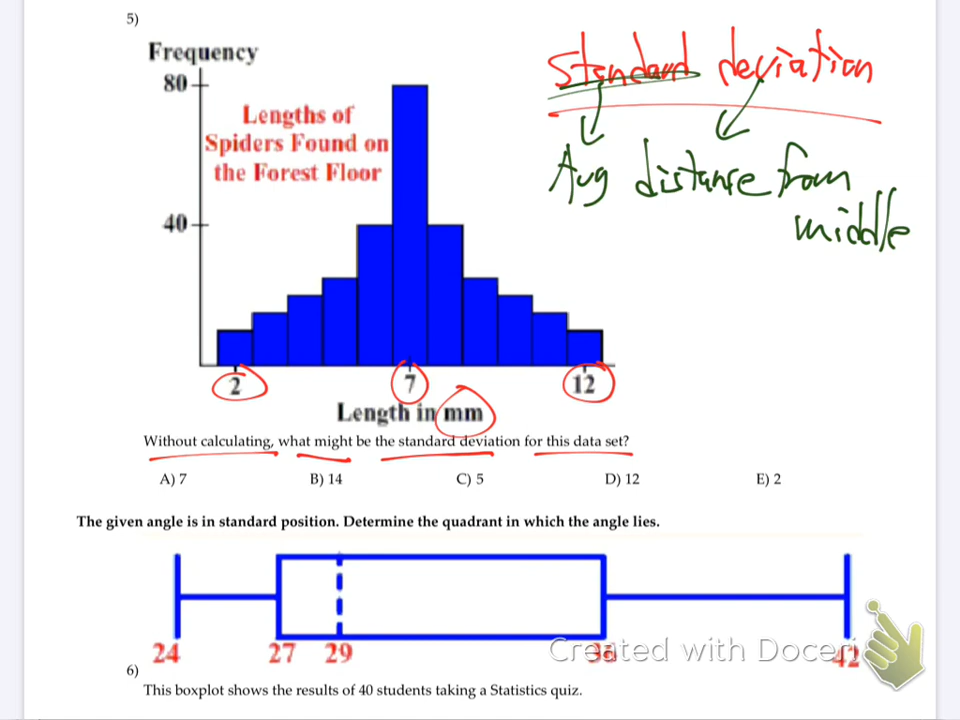 5)
Frequency
80
Lengths of
Spiders Found on
the Forest Floor
40
2 7 12
Length in mm
standard deviation
Avg distance from
middle
Without calculating, what might be the standard deviation for this data set?
A) 7 B) 14 C) 5 D) 12 E) 2
The given angle is in standard position. Determine the quadrant in which the angle lies.
24 27 29 42
Created with Doceri
6)
This boxplot shows the results of 40 students taking a Statistics quiz.